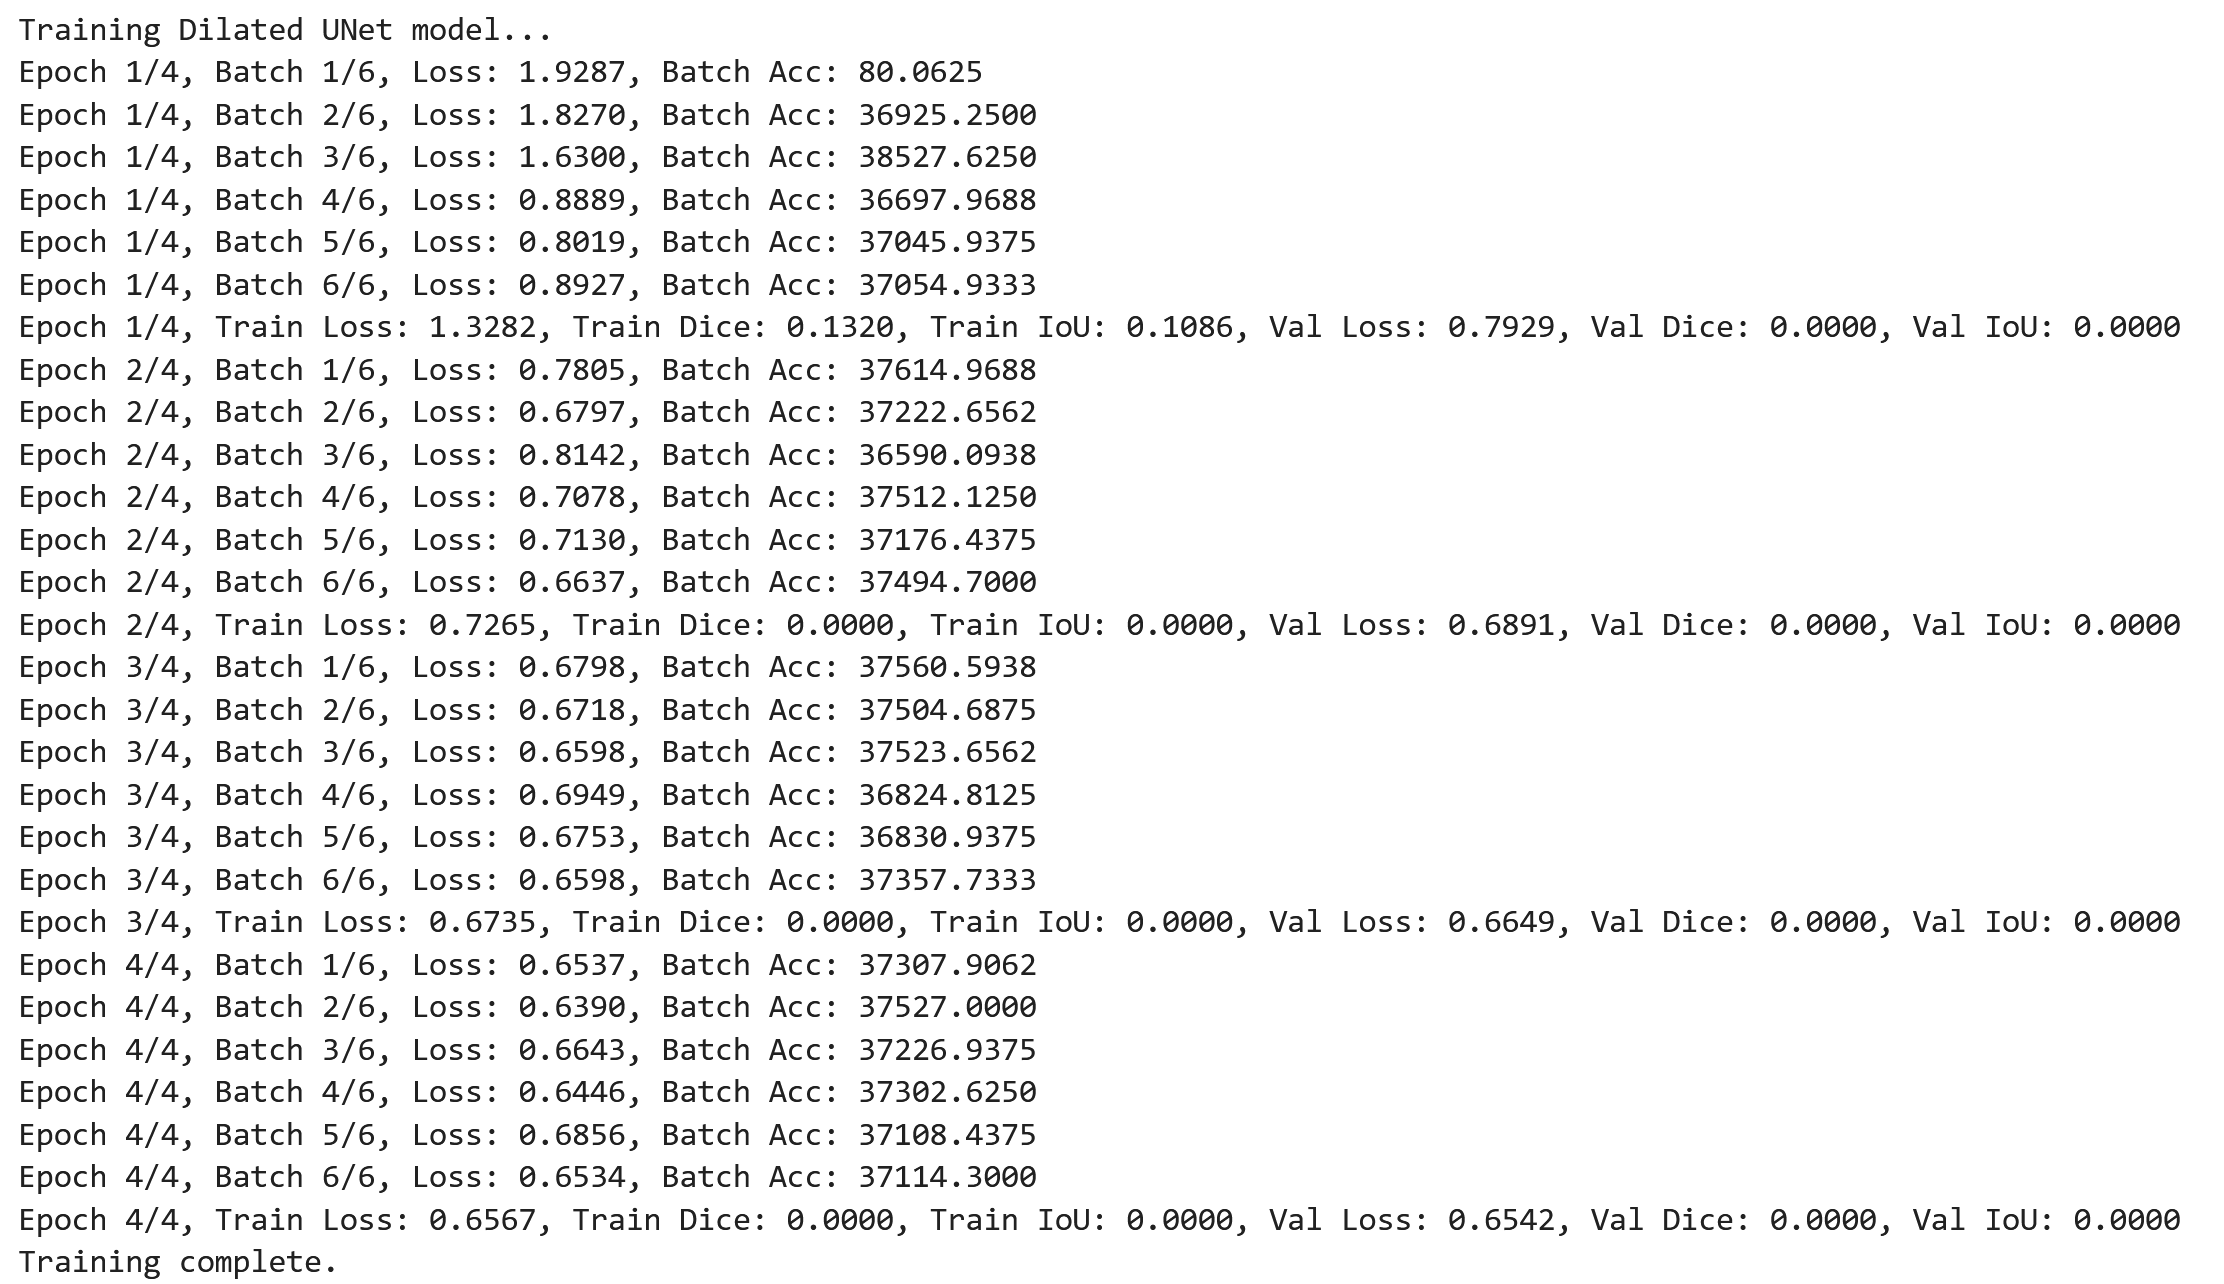 Training Dilated UNet model...
Epoch 1/4, Batch 1/6, Loss: 1.9287, Batch Acc: 80.0625
Epoch 1/4, Batch 2/6, Loss: 1.8270, Batch Acc: 36925.2500
Epoch 1/4, Batch 3/6, Loss: 1.6300, Batch Acc: 38527.6250
Epoch 1/4, Batch 4/6, Loss: 0.8889, Batch Acc: 36697.9688
Epoch 1/4, Batch 5/6, Loss: 0.8019, Batch Acc: 37045.9375
Epoch 1/4, Batch 6/6, Loss: 0.8927, Batch Acc: 37054.9333
Epoch 1/4, Train Loss: 1.3282, Train Dice: 0.1320, Train IoU: 0.1086, Val Loss: 0.7929, Val Dice: 0.0000, Val IoU: 0.0000
Epoch 2/4, Batch 1/6, Loss: 0.7805, Batch Acc: 37614.9688
Epoch 2/4, Batch 2/6, Loss: 0.6797, Batch Acc: 37222.6562
Epoch 2/4, Batch 3/6, Loss: 0.8142, Batch Acc: 36590.0938
Epoch 2/4, Batch 4/6, Loss: 0.7078, Batch Acc: 37512.1250
Epoch 2/4, Batch 5/6, Loss: 0.7130, Batch Acc: 37176.4375
Epoch 2/4, Batch 6/6, Loss: 0.6637, Batch Acc: 37494.7000
Epoch 2/4, Train Loss: 0.7265, Train Dice: 0.0000, Train IoU: 0.0000, Val Loss: 0.6891, Val Dice: 0.0000, Val IoU: 0.0000
Epoch 3/4, Batch 1/6, Loss: 0.6798, Batch Acc: 37560.5938
Epoch 3/4, Batch 2/6, Loss: 0.6718, Batch Acc: 37504.6875
Epoch 3/4, Batch 3/6, Loss: 0.6598, Batch Acc: 37523.6562
Epoch 3/4, Batch 4/6, Loss: 0.6949, Batch Acc: 36824.8125
Epoch 3/4, Batch 5/6, Loss: 0.6753, Batch Acc: 36830.9375
Epoch 3/4, Batch 6/6, Loss: 0.6598, Batch Acc: 37357.7333
Epoch 3/4, Train Loss: 0.6735, Train Dice: 0.0000, Train IoU: 0.0000, Val Loss: 0.6649, Val Dice: 0.0000, Val IoU: 0.0000
Epoch 4/4, Batch 1/6, Loss: 0.6537, Batch Acc: 37307.9062
Epoch 4/4, Batch 2/6, Loss: 0.6390, Batch Acc: 37527.0000
Epoch 4/4, Batch 3/6, Loss: 0.6643, Batch Acc: 37226.9375
Epoch 4/4, Batch 4/6, Loss: 0.6446, Batch Acc: 37302.6250
Epoch 4/4, Batch 5/6, Loss: 0.6856, Batch Acc: 37108.4375
Epoch 4/4, Batch 6/6, Loss: 0.6534, Batch Acc: 37114.3000
Epoch 4/4, Train Loss: 0.6567, Train Dice: 0.0000, Train IoU: 0.0000, Val Loss: 0.6542, Val Dice: 0.0000, Val IoU: 0.0000
Training complete.